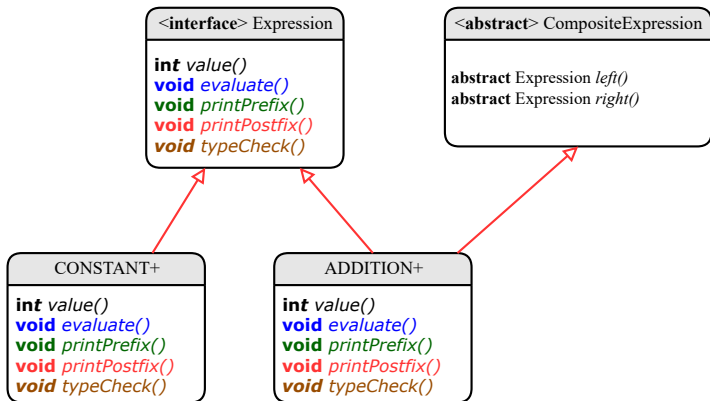 <interface> Expression
int value()
void evaluate()
void printPrefix()
void printPostfix()
void typeCheck()
<abstract> CompositeExpression
abstract Expression left()
abstract Expression right()
CONSTANT+
int value()
void evaluate()
void printPrefix()
void printPostfix()
void typeCheck()
ADDITION+
int value()
void evaluate()
void printPrefix()
void printPostfix()
void typeCheck()